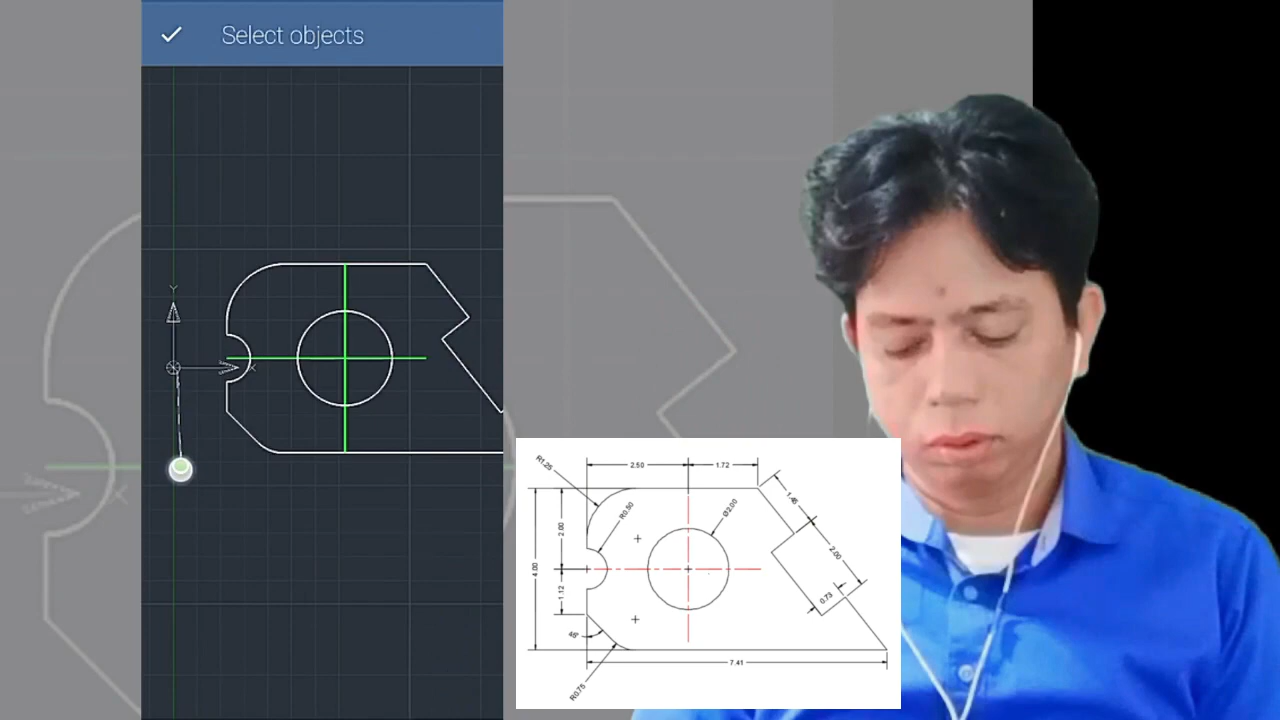 Select objects
Y
X
X
R1.25
2.50
1.72
1.45
R0.50
Ø2.00
2.00
2.00
4.00
1.12
0.73
45°
7.41
R0.75